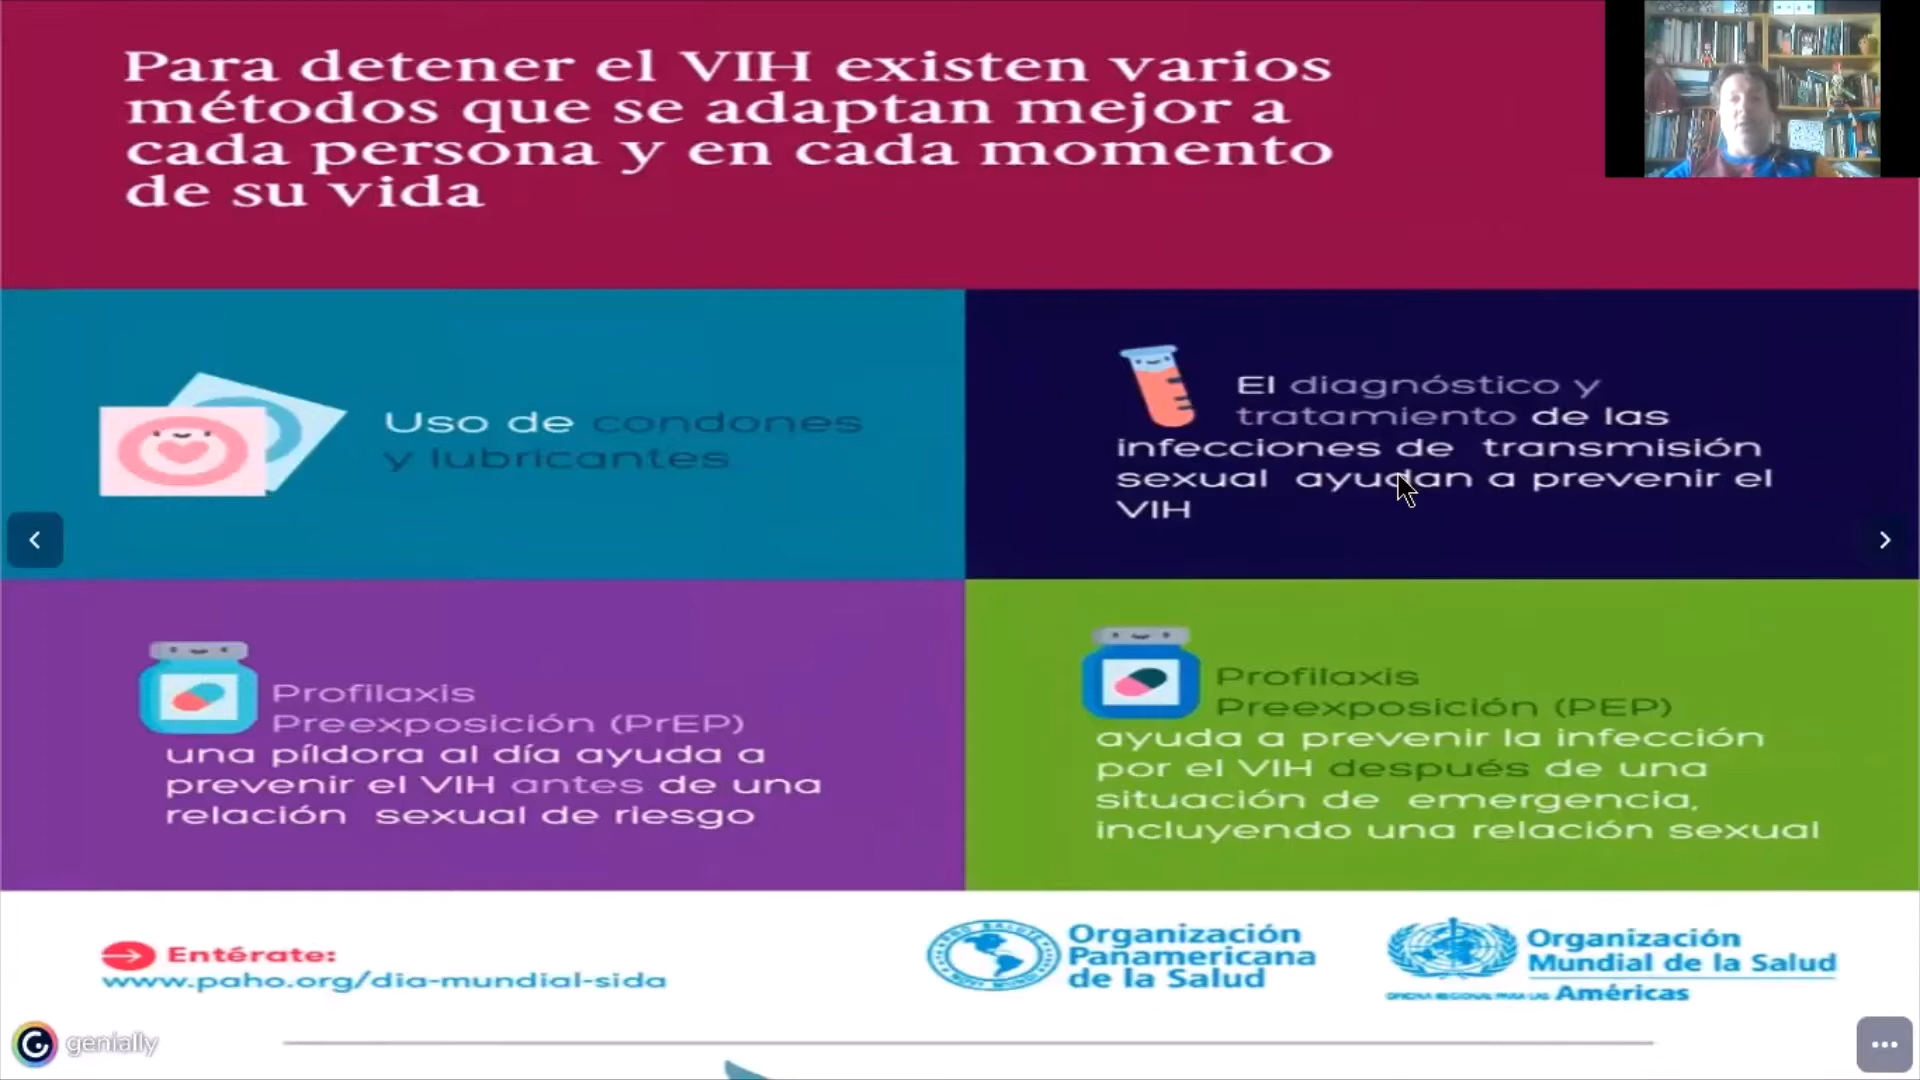 Para detener el VIH existen varios
métodos que se adaptan mejor a
cada persona y en cada momento
de su vida
Uso de condones
y lubricantes
El diagnóstico y
tratamiento de las
infecciones de transmisión
sexual ayudan a prevenir el
VIH
Profilaxis
Preexposición (PrEP)
una píldora al día ayuda a
prevenir el VIH antes de una
relación sexual de riesgo
Profilaxis
Preexposición (PEP)
ayuda a prevenir la infección
por el VIH después de una
situación de emergencia,
incluyendo una relación sexual
Entérate:
www.paho.org/dia-mundial-sida
Organización
Panamericana
de la Salud
Organización
Mundial de la Salud
OFICINA REGIONAL PARA LAS Américas
genially